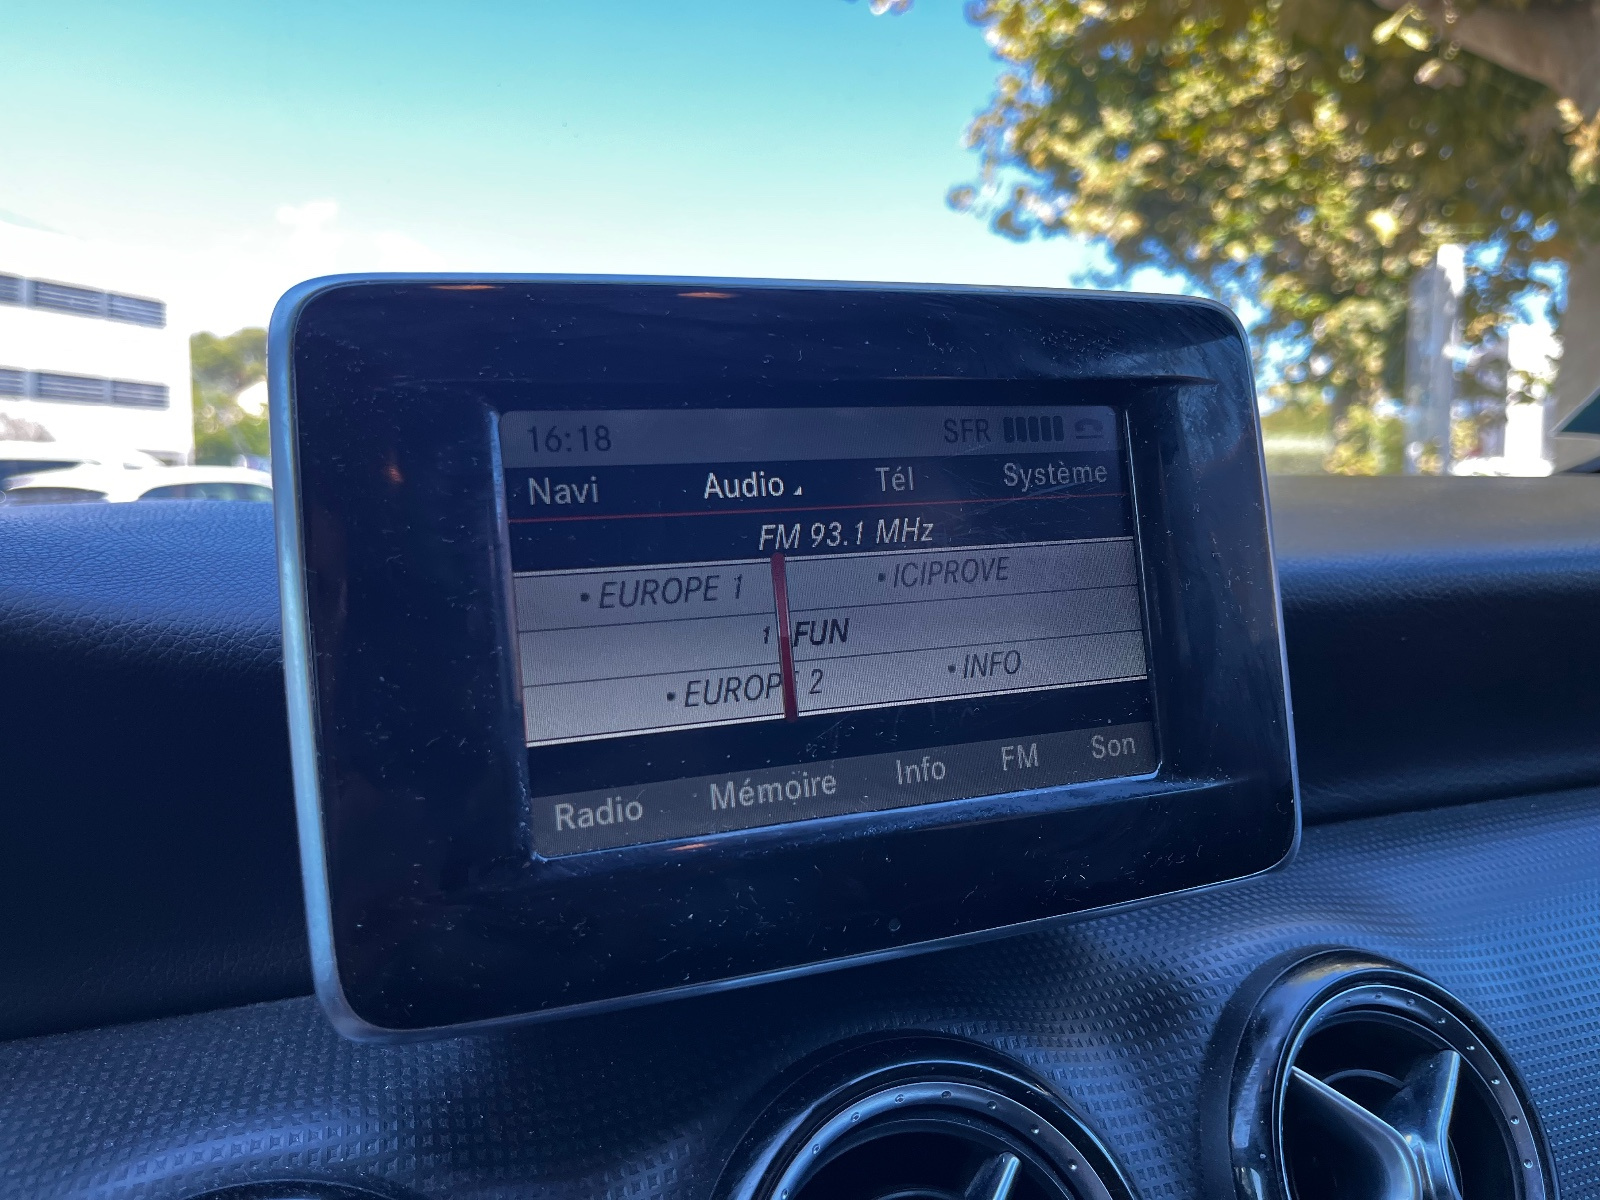 16:18 SFR
Navi Audio Tél Système
FM 93.1 MHz
• EUROPE 1 • ICIPROVE
1 FUN
• EUROPE 2 • INFO
Radio Mémoire Info FM Son